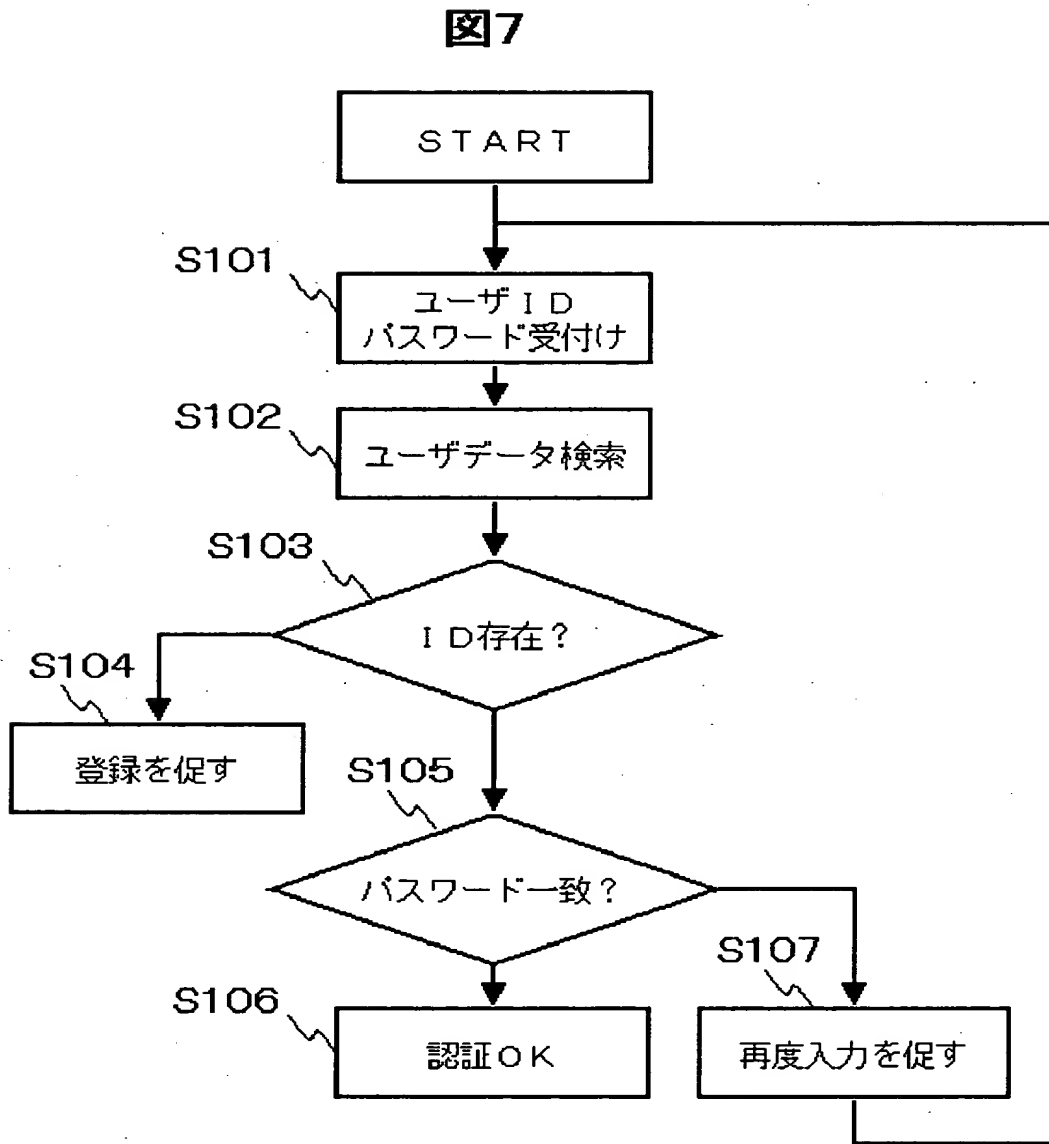 図7
START
S101
ユーザID
パスワード受付け
S102
ユーザデータ検索
S103
ID存在?
S104
登録を促す
S105
パスワード一致?
S106
認証OK
S107
再度入力を促す